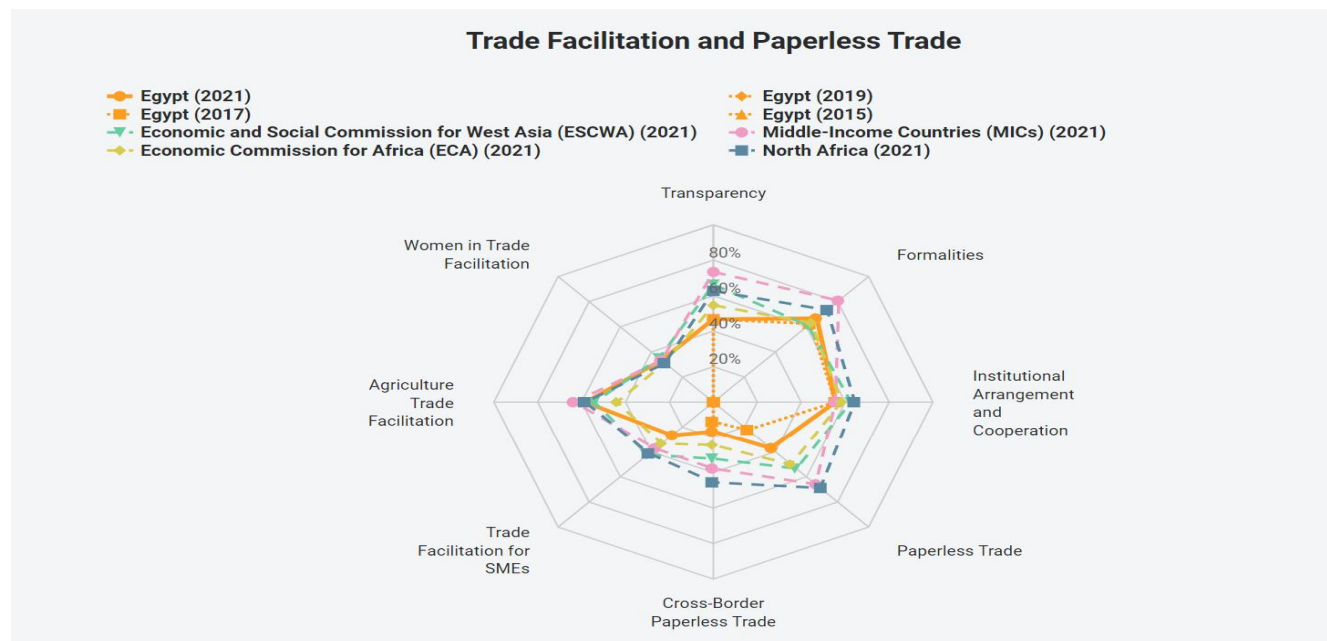 Trade Facilitation and Paperless Trade
Egypt (2021)
Egypt (2019)
Egypt (2017)
Egypt (2015)
Economic and Social Commission for West Asia (ESCWA) (2021)
Middle-Income Countries (MICs) (2021)
Economic Commission for Africa (ECA) (2021)
North Africa (2021)
Transparency
Women in Trade
Facilitation
Formalities
80%
60%
40%
20%
Agriculture
Trade
Facilitation
Institutional
Arrangement
and
Cooperation
Trade
Facilitation for
SMEs
Paperless Trade
Cross-Border
Paperless Trade